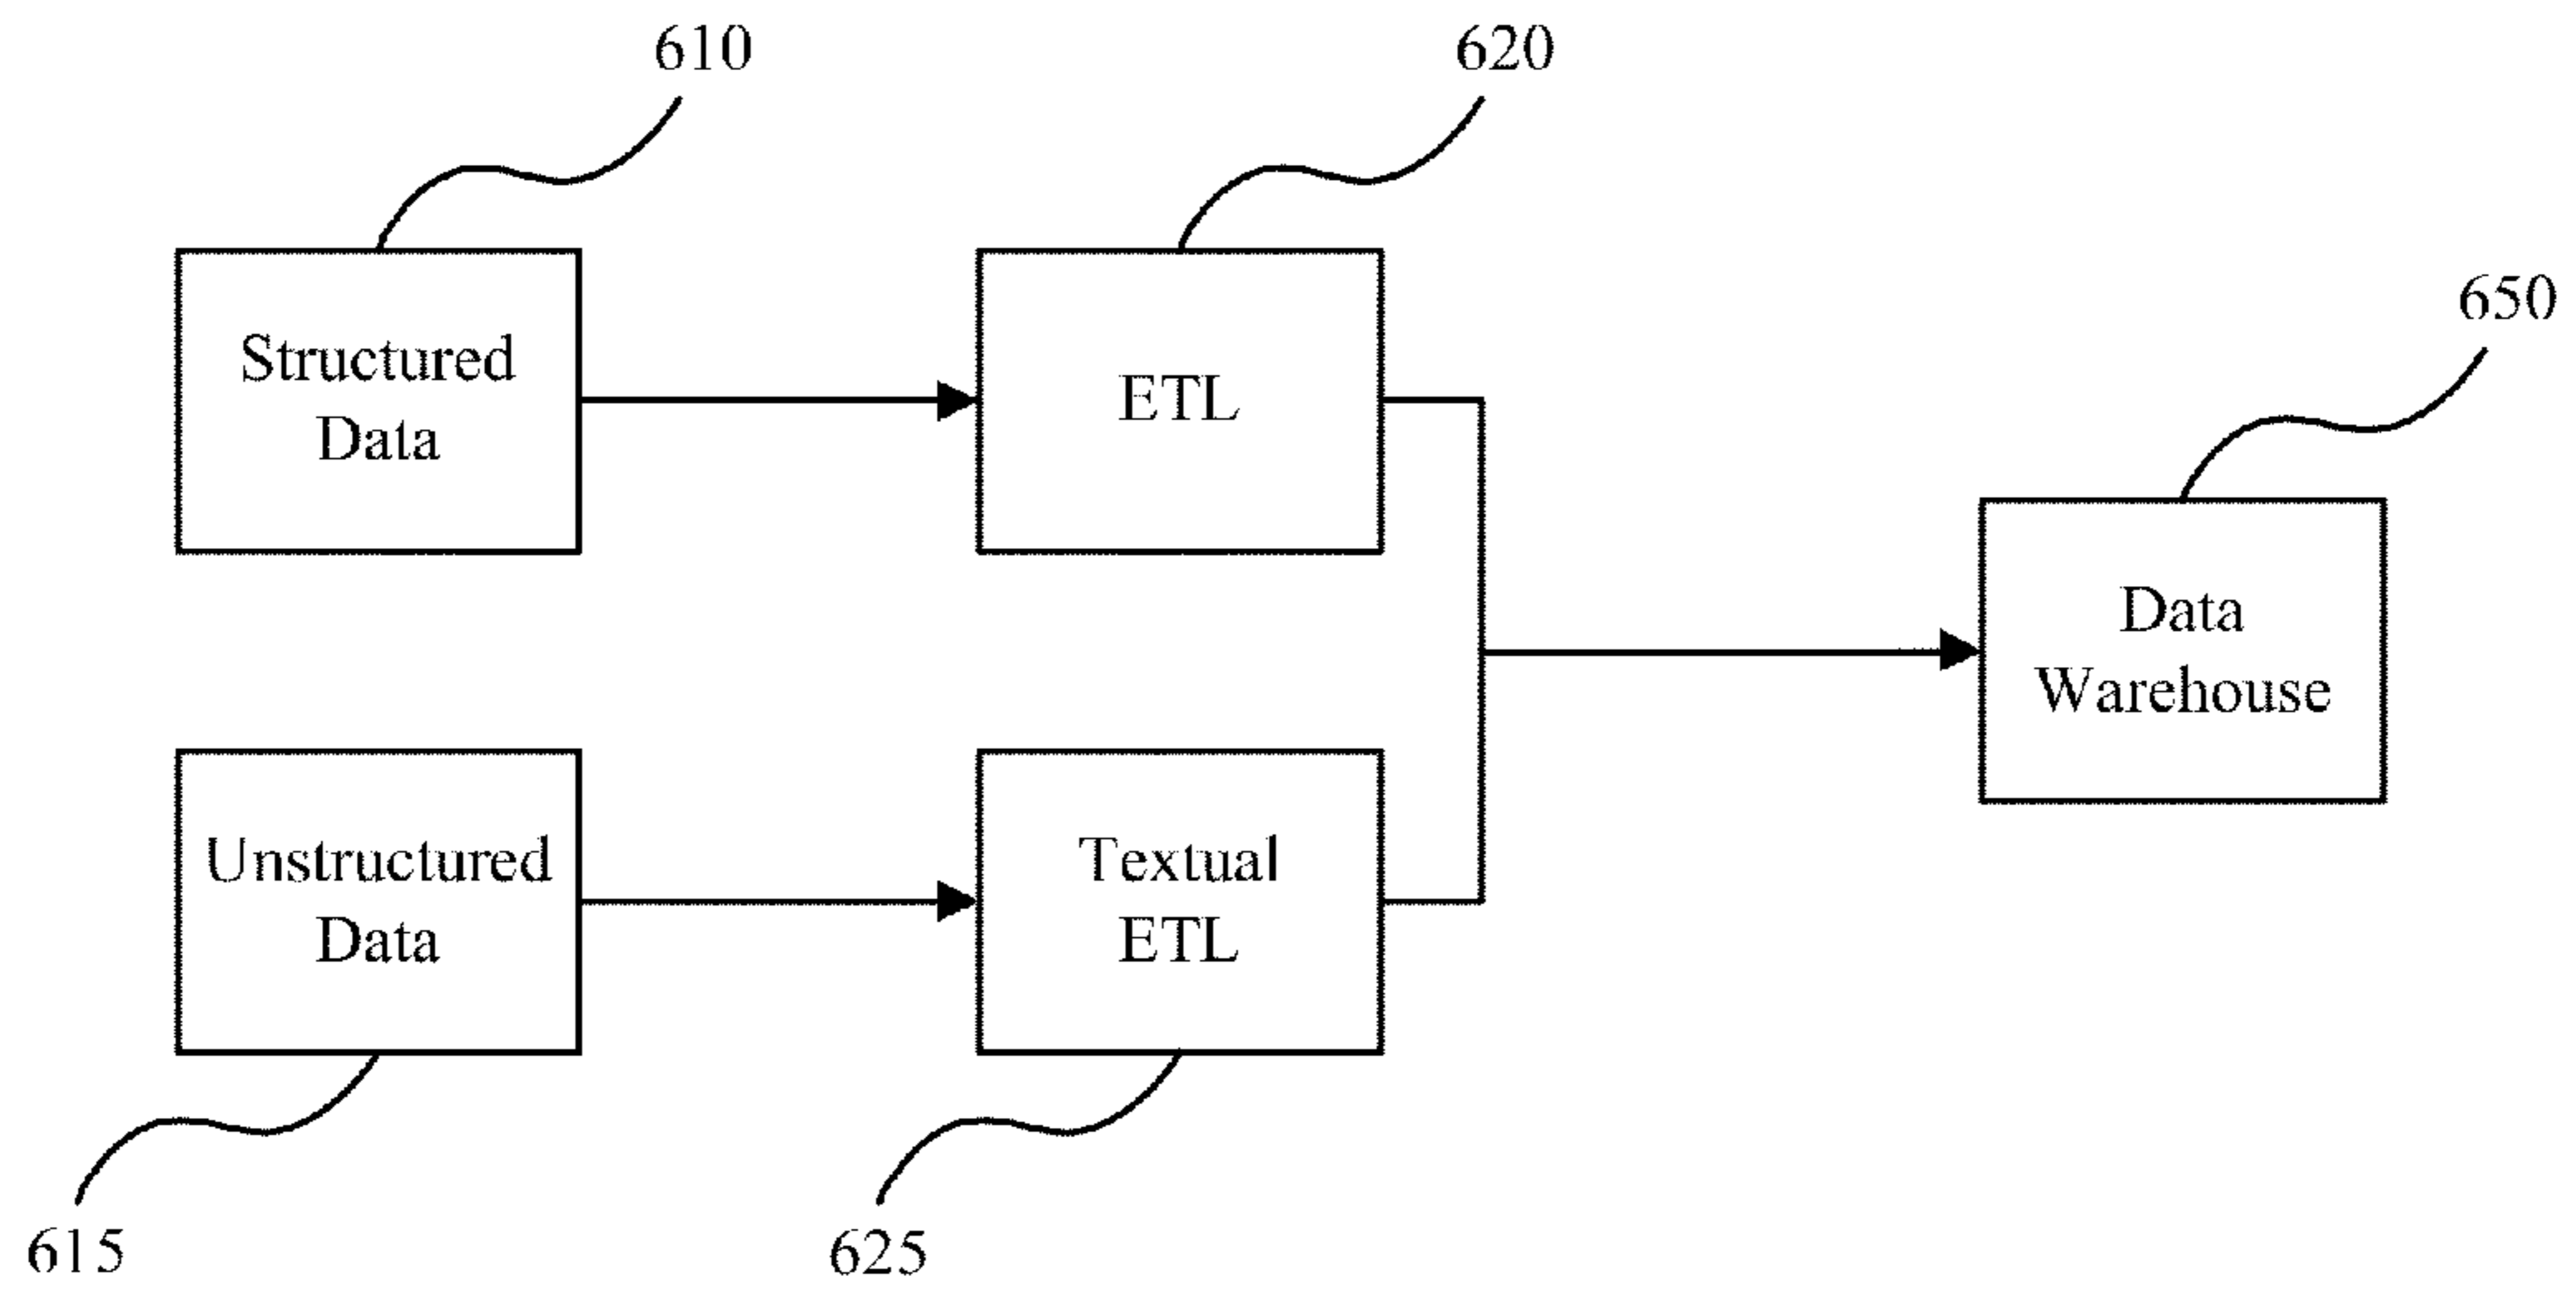 610
620
650
Structured
Data
ETL
Data
Warehouse
Unstructured
Data
Textual
ETL
615
625